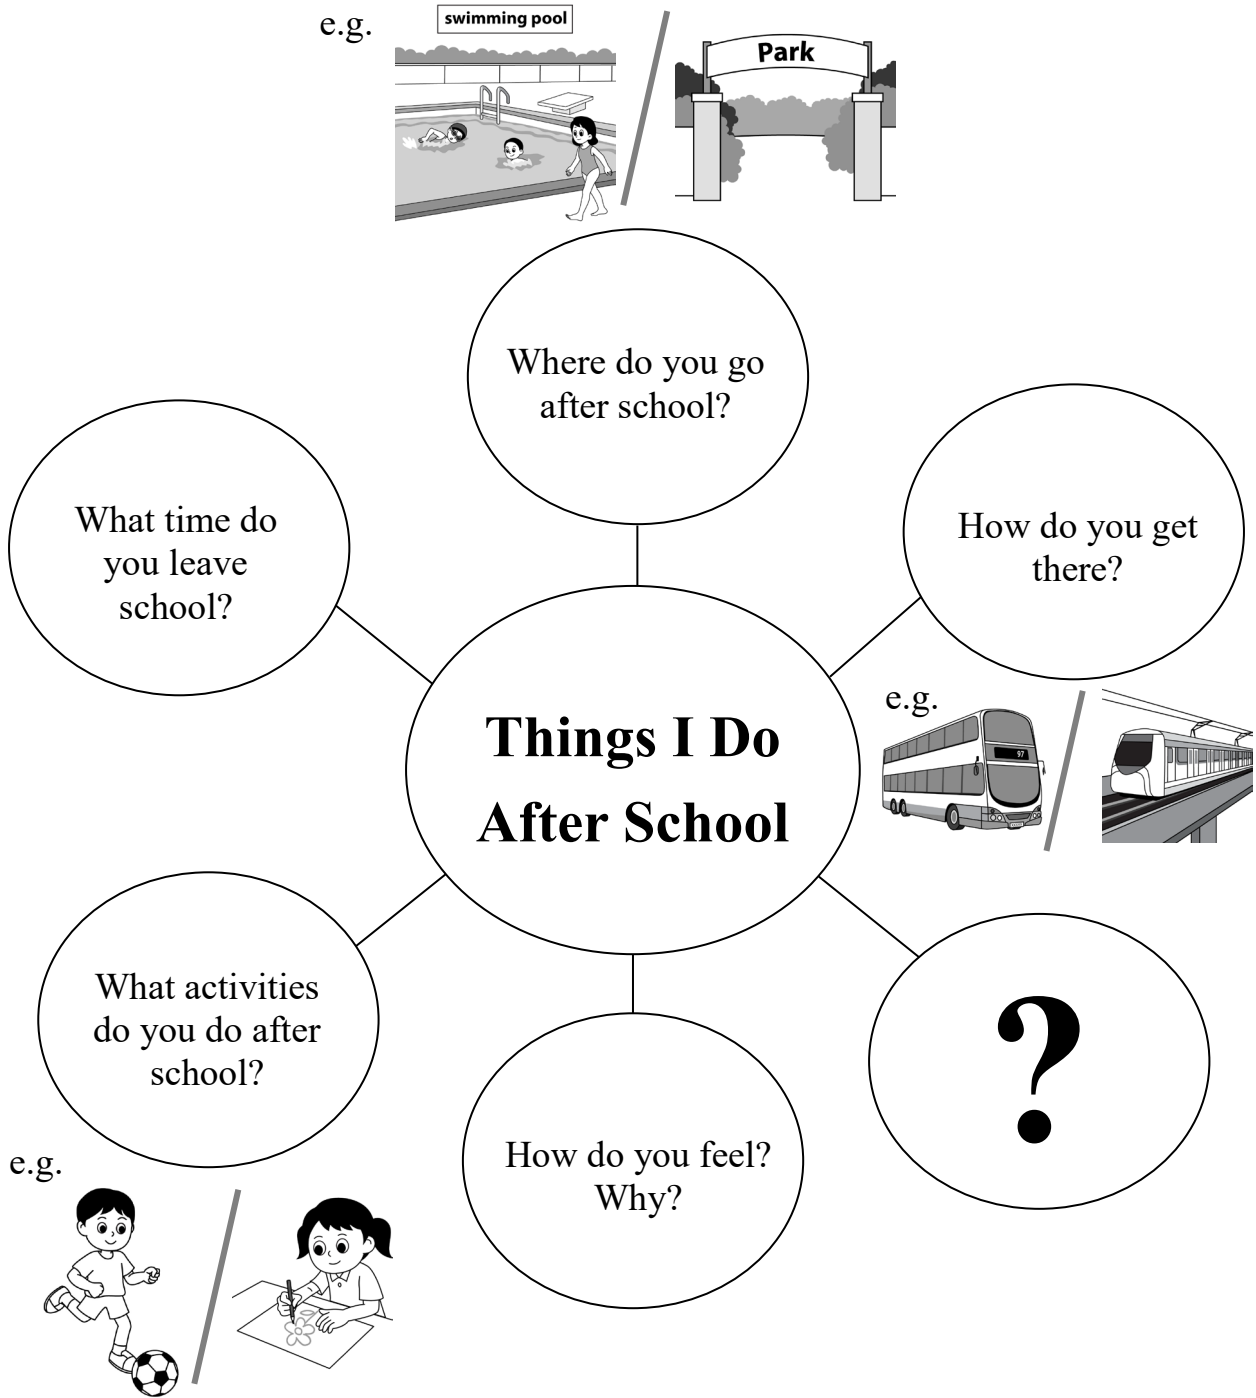 e.g.
swimming pool
Park
Where do you go
after school?
What time do
you leave
school?
How do you get
there?
e.g.
97
Things I Do
After School
What activities
do you do after
school?
e.g.
How do you feel?
Why?
?